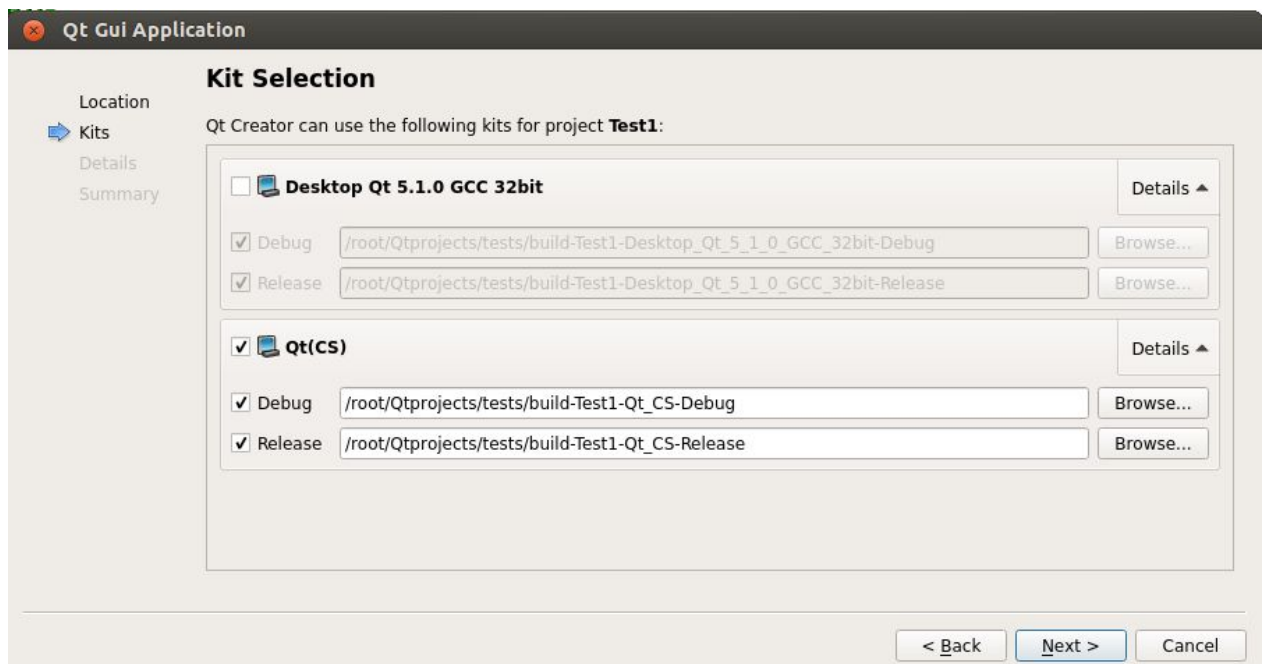 Qt Gui Application
Location
Kits
Details
Summary
Kit Selection
Qt Creator can use the following kits for project Test1:
Desktop Qt 5.1.0 GCC 32bit
Details
Debug /root/Qtprojects/tests/build-Test1-Desktop_Qt_5_1_0_GCC_32bit-Debug Browse...
Release /root/Qtprojects/tests/build-Test1-Desktop_Qt_5_1_0_GCC_32bit-Release Browse...
Qt(CS)
Details
Debug /root/Qtprojects/tests/build-Test1-Qt_CS-Debug Browse...
Release /root/Qtprojects/tests/build-Test1-Qt_CS-Release Browse...
< Back Next > Cancel